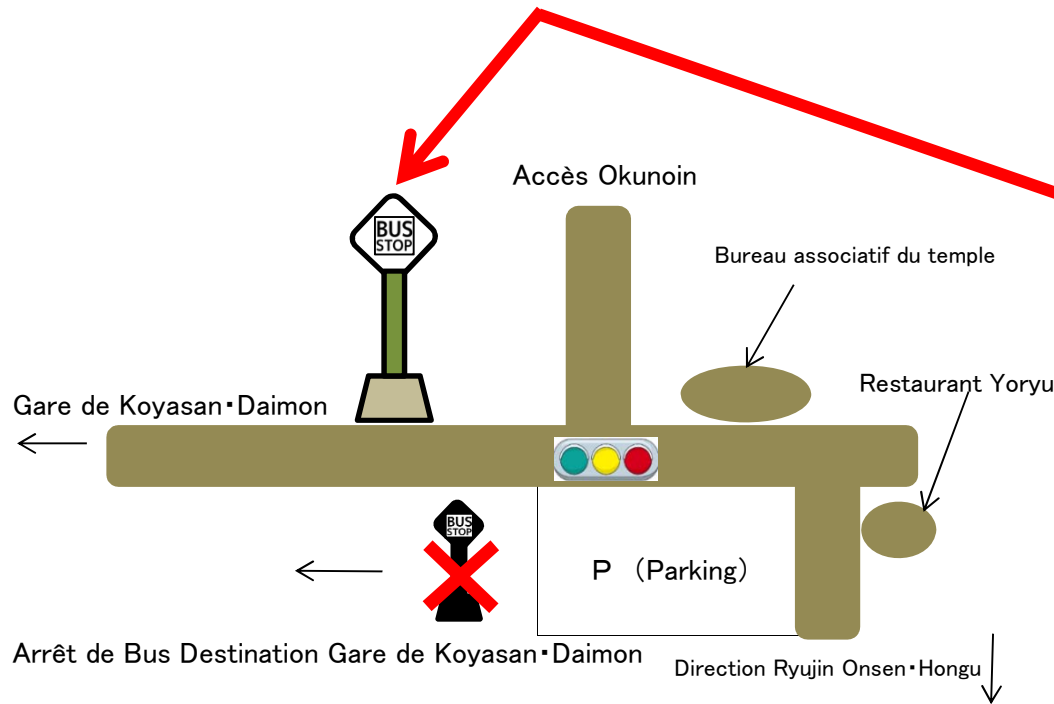 Accès Okunoin
BUS
STOP
Bureau associatif du temple
Restaurant Yoryu
Gare de Koyasan・Daimon
BUS
STOP
P （Parking）
Arrêt de Bus Destination Gare de Koyasan・Daimon
Direction Ryujin Onsen・Hongu